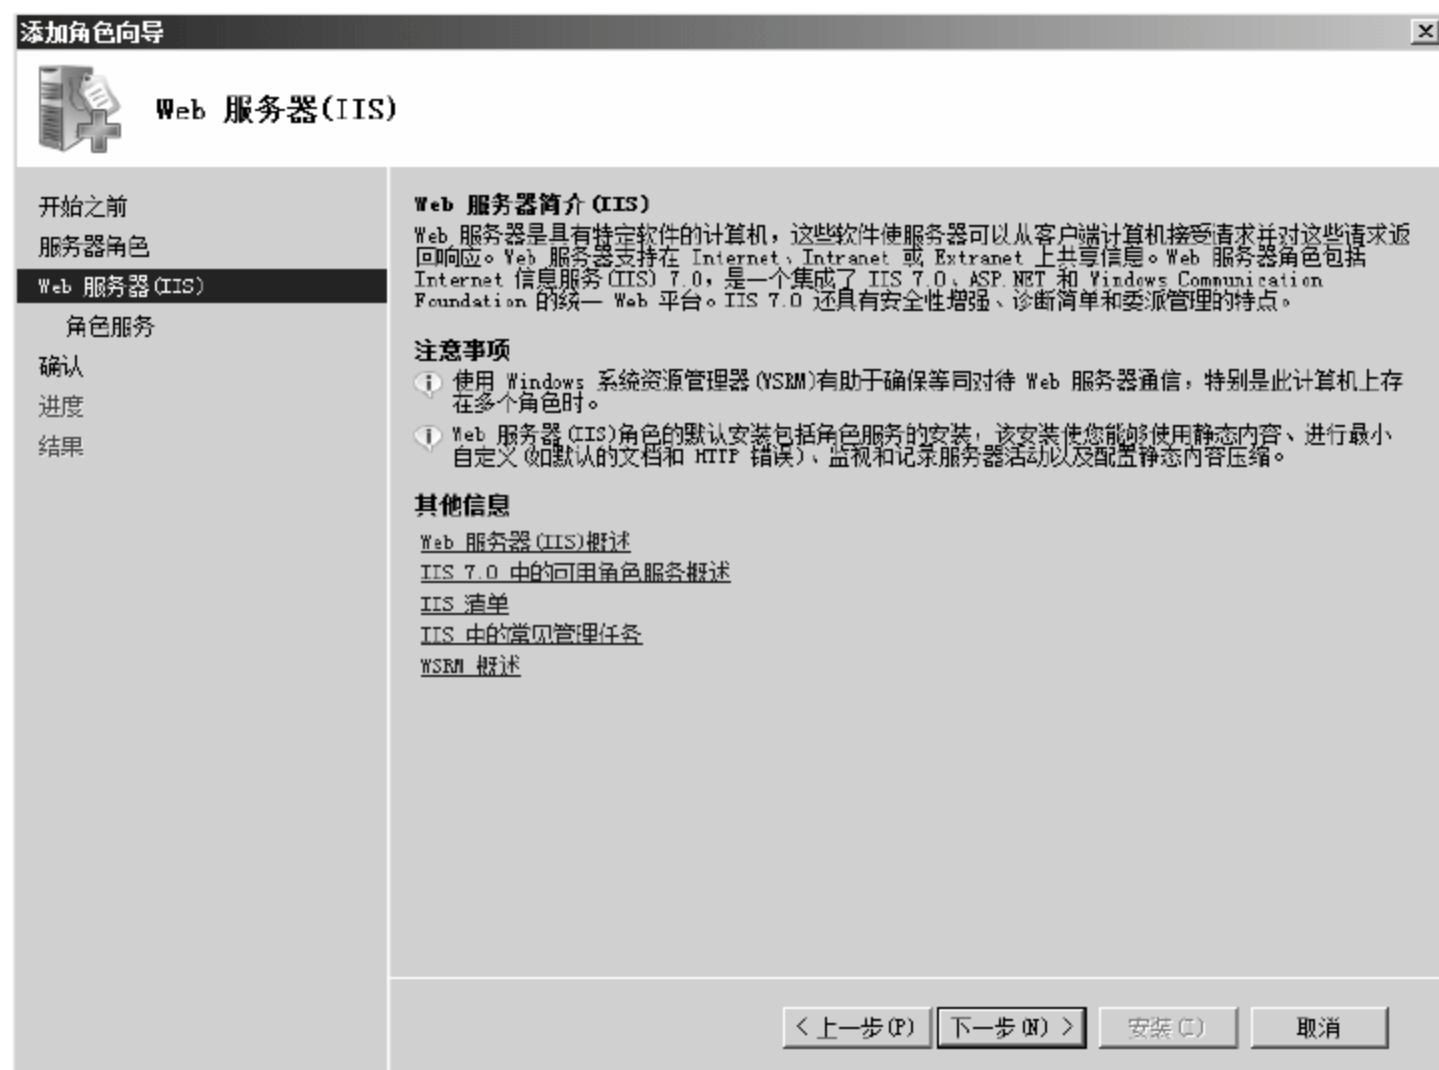 添加角色向导
Web 服务器(IIS)
开始之前
服务器角色
Web 服务器(IIS)
角色服务
确认
进度
结果
Web 服务器简介(IIS)
Web 服务器是具有特定软件的计算机，这些软件使服务器可以从客户端计算机接受请求并对这些请求返
回响应。Web 服务器支持在 Internet、Intranet 或 Extranet 上共享信息。Web 服务器角色包括
Internet 信息服务(IIS) 7.0，是一个集成了 IIS 7.0、ASP.NET 和 Windows Communication
Foundation 的统一 Web 平台。IIS 7.0 还具有安全性增强、诊断简单和委派管理的特点。
注意事项
使用 Windows 系统资源管理器(WSRM)有助于确保等同对待 Web 服务器通信，特别是此计算机上存
在多个角色时。
Web 服务器(IIS)角色的默认安装包括角色服务的安装，该安装使您能够使用静态内容、进行最小
自定义(如默认的文档和 HTTP 错误)、监视和记录服务器活动以及配置静态内容压缩。
其他信息
Web 服务器(IIS)概述
IIS 7.0 中的可用角色服务概述
IIS 清单
IIS 中的常见管理任务
WSRM 概述
< 上一步(P) 下一步(N) > 安装(I) 取消